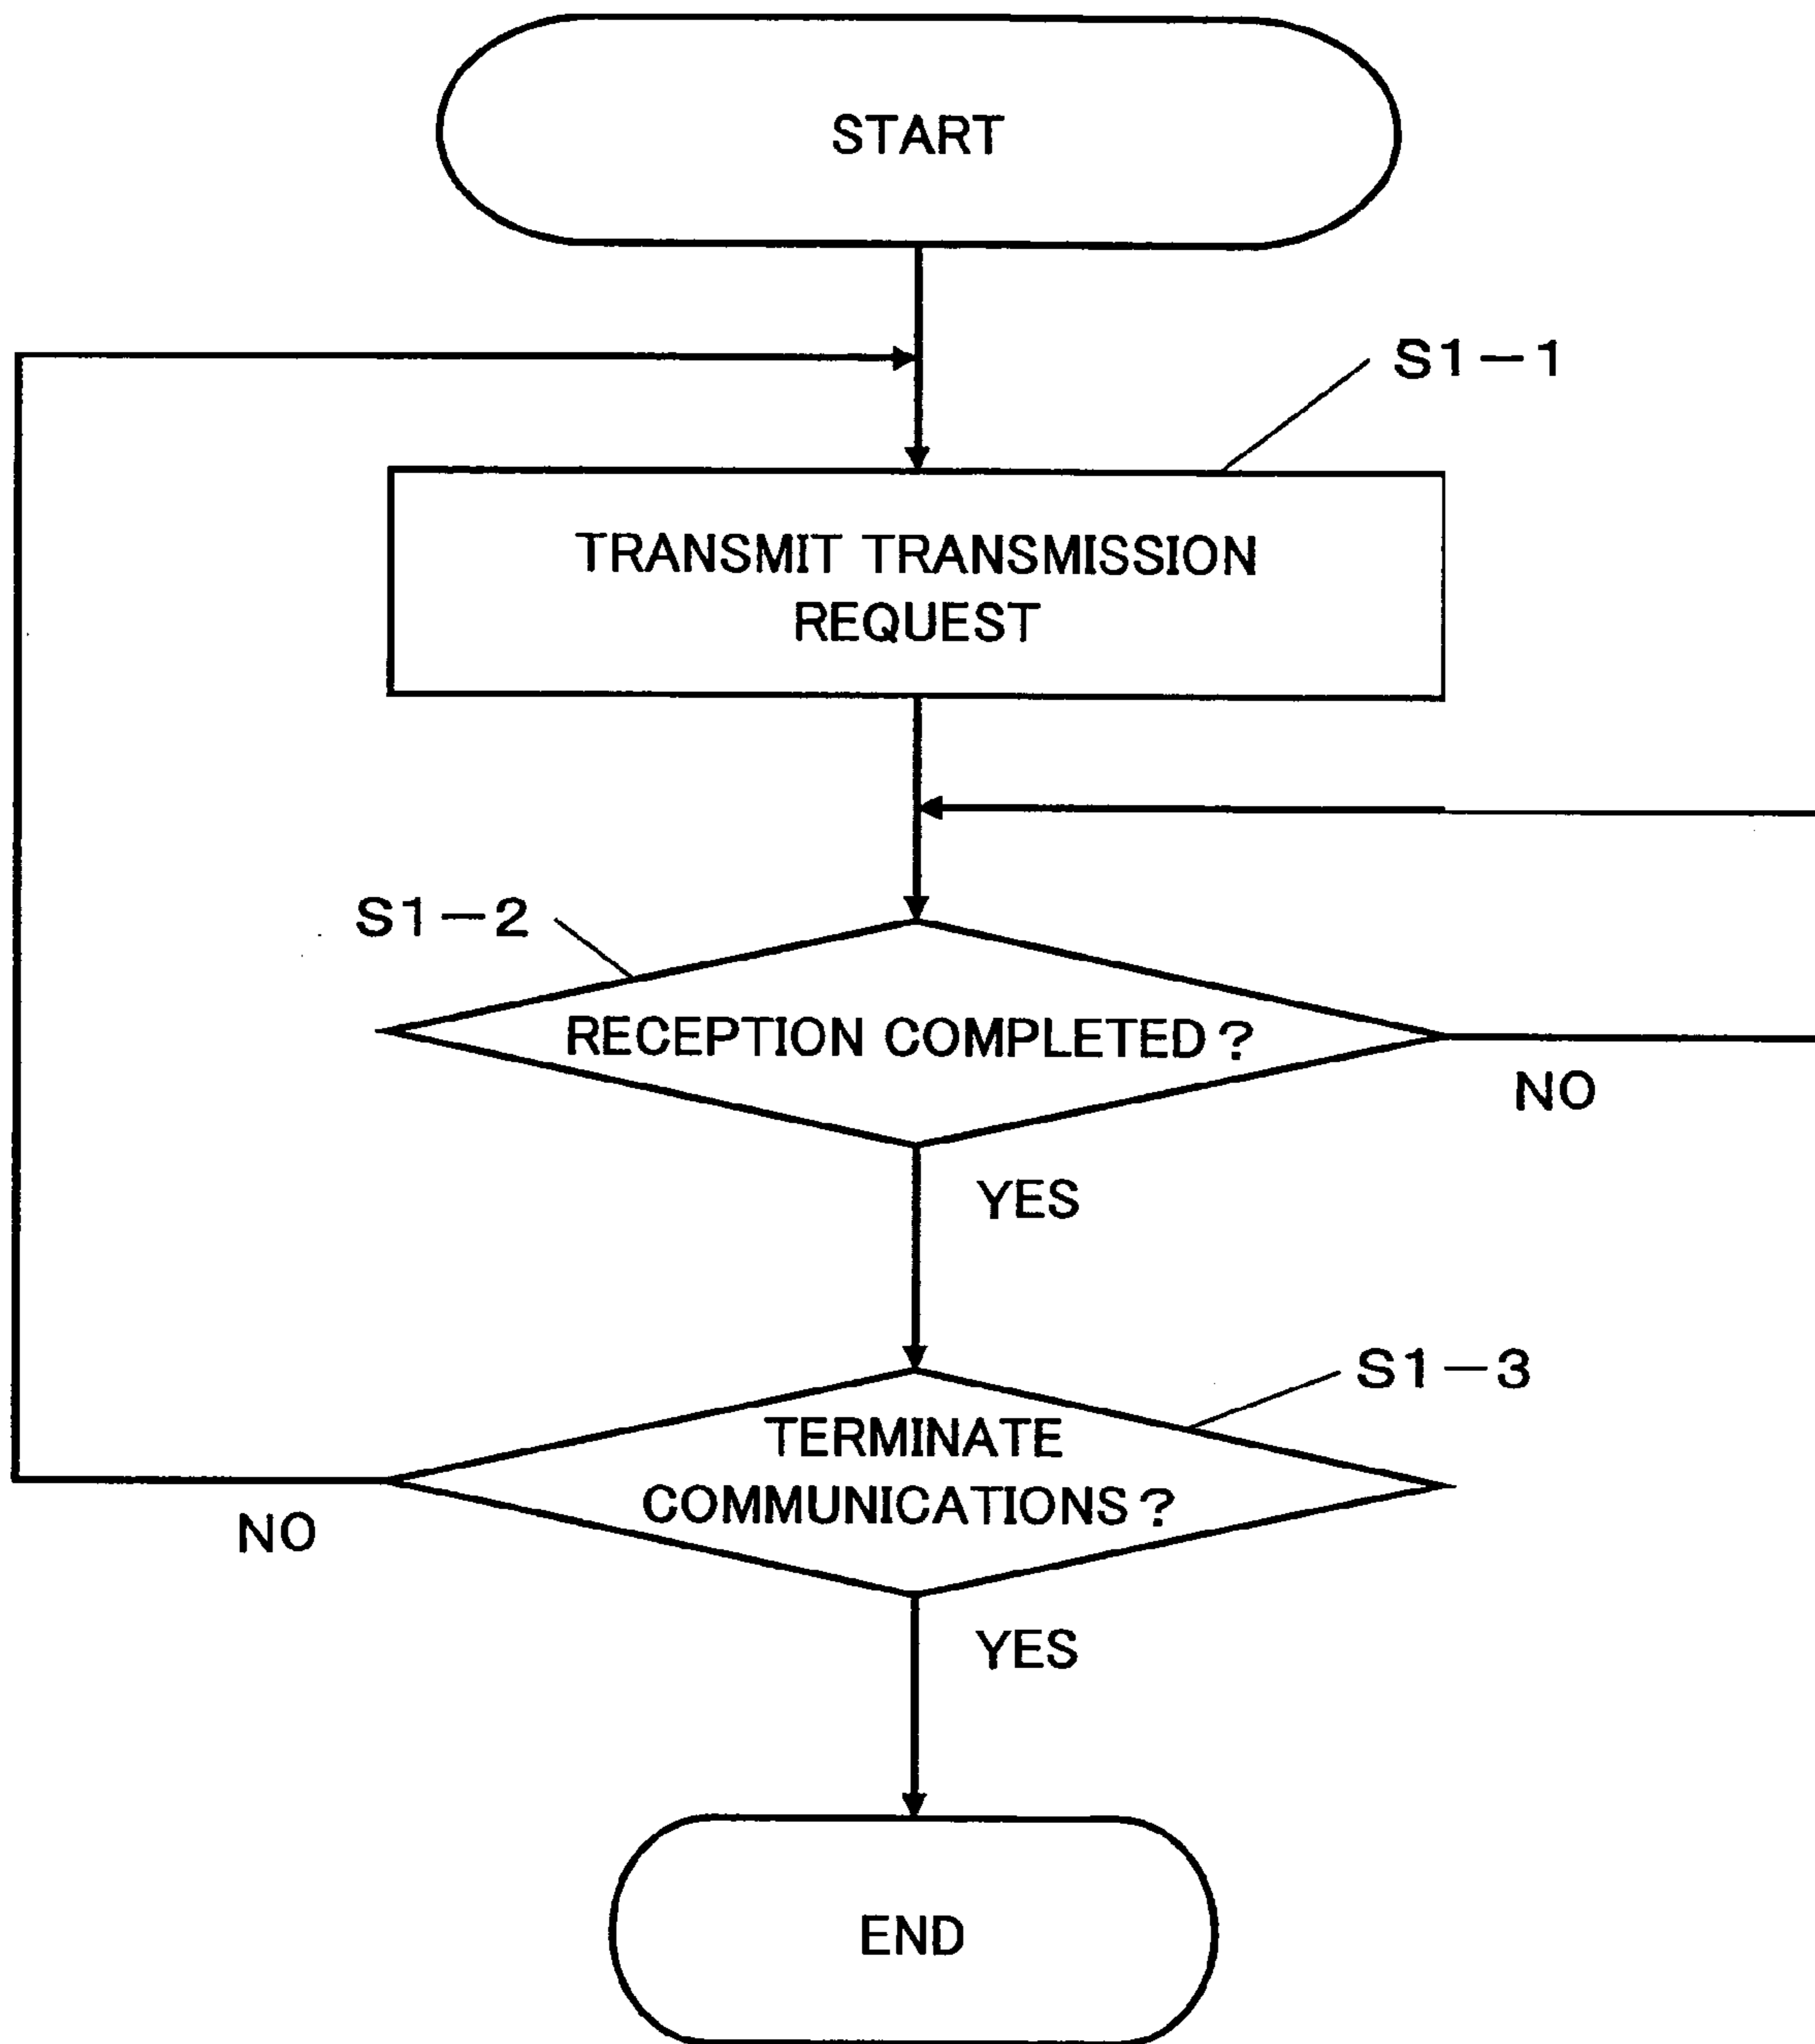 START
S1-1
TRANSMIT TRANSMISSION
REQUEST
S1-2
RECEPTION COMPLETED?
NO
YES
S1-3
TERMINATE
COMMUNICATIONS?
NO
YES
END